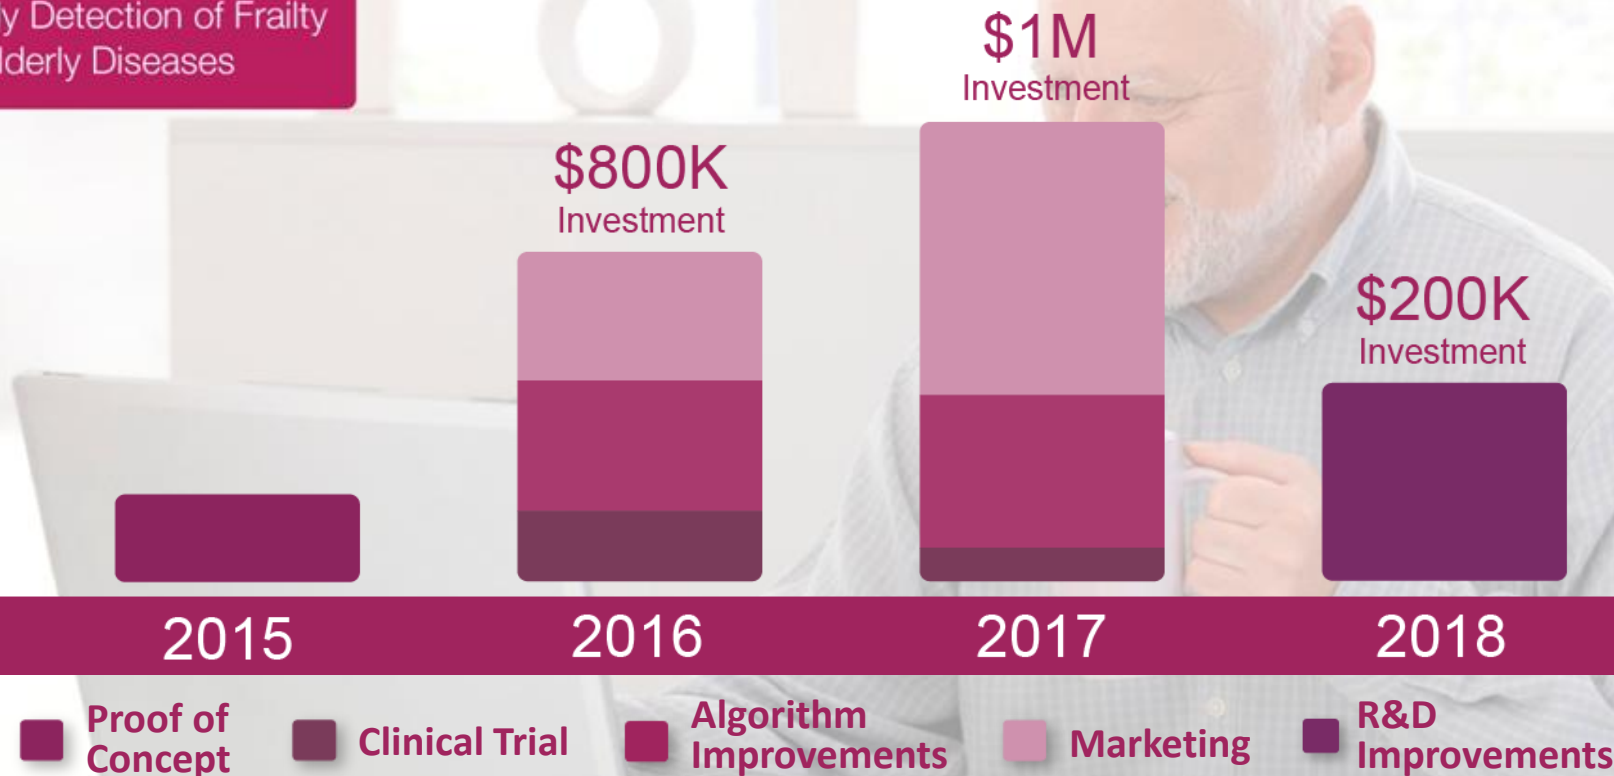 Detection of Frailty
Diseases
$1M
Investment
$800K
Investment
$200K
Investment
2015
2016
2017
2018
Proof of
Concept
Clinical Trial
Algorithm
Improvements
Marketing
R&D
Improvements